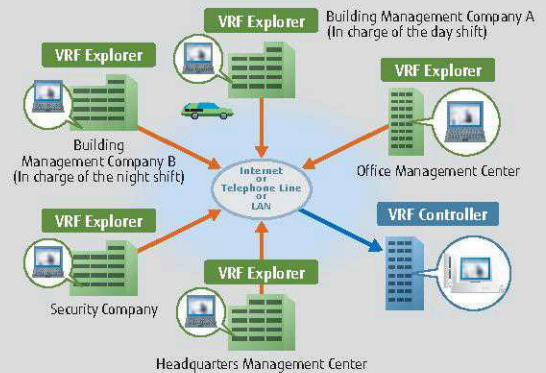 Building Management Company A
(In charge of the day shift)
VRF Explorer
VRF Explorer
VRF Explorer
Building
Management Company B
(In charge of the night shift)
Office Management Center
Internet
or
Telephone Line
or
LAN
VRF Explorer
VRF Controller
Security Company
VRF Explorer
Headquarters Management Center